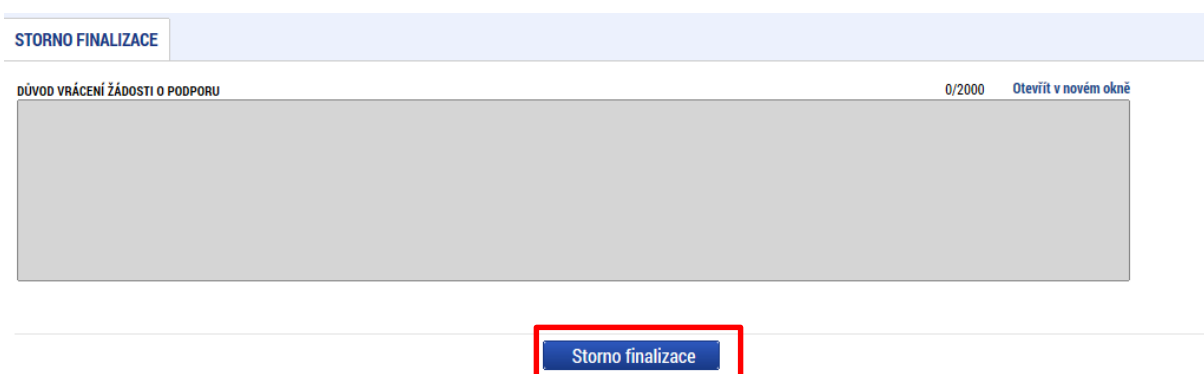 STORNO FINALIZACE
DŮVOD VRÁCENÍ ŽÁDOSTI O PODPORU 0/2000 Otevřít v novém okně
Storno finalizace